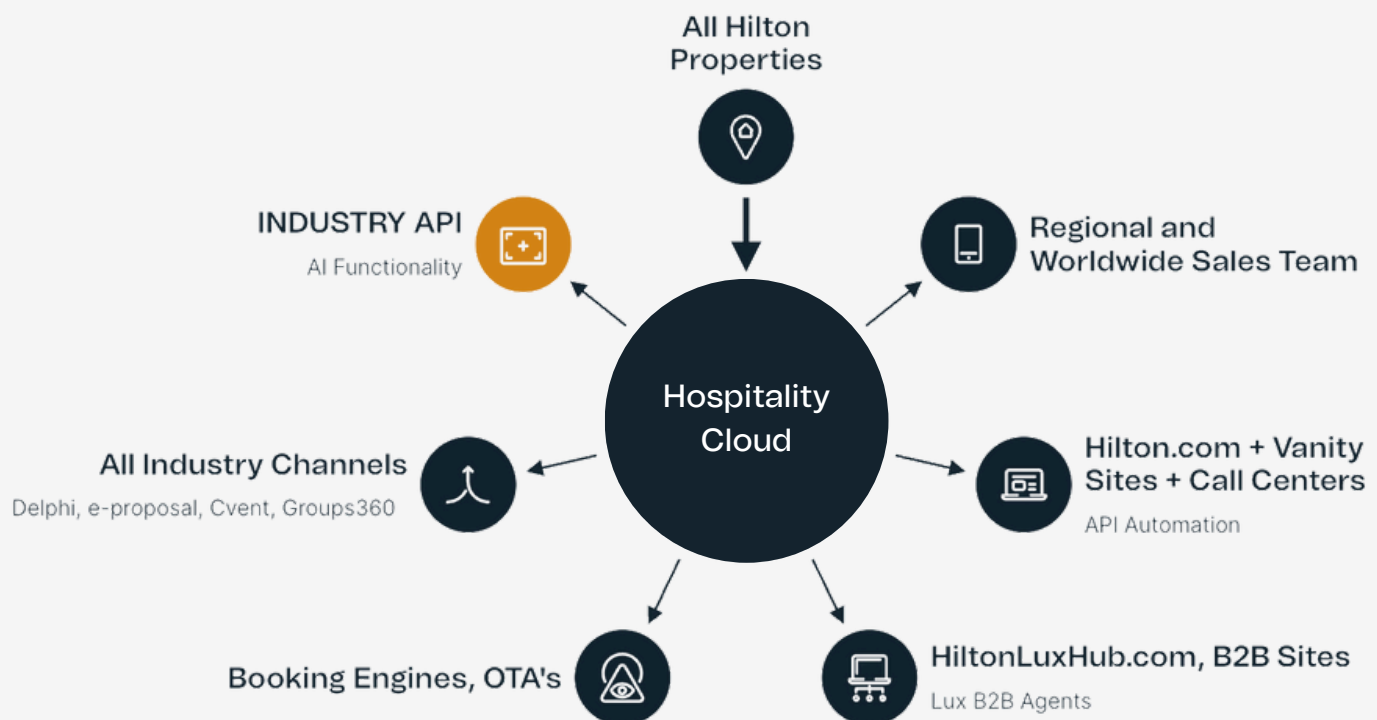 All Hilton
Properties
INDUSTRY API
AI Functionality
Regional and
Worldwide Sales Team
Hospitality
Cloud
All Industry Channels
Delphi, e-proposal, Cvent, Groups360
Hilton.com + Vanity
Sites + Call Centers
API Automation
Booking Engines, OTA's
HiltonLuxHub.com, B2B Sites
Lux B2B Agents